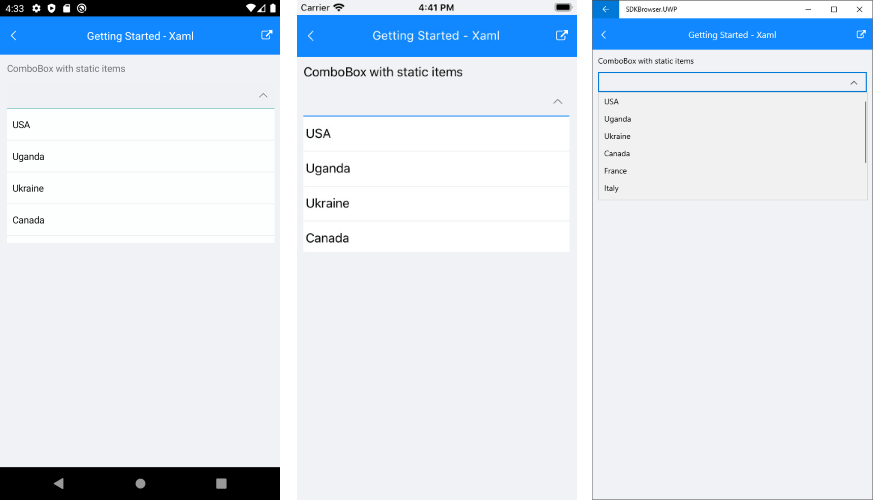 4:33
Getting Started - Xaml
ComboBox with static items
USA
Uganda
Ukraine
Canada
Carrier
4:41 PM
Getting Started - Xaml
ComboBox with static items
USA
Uganda
Ukraine
Canada
SDKBrowser.UWP
Getting Started - Xaml
ComboBox with static items
USA
Uganda
Ukraine
Canada
France
Italy